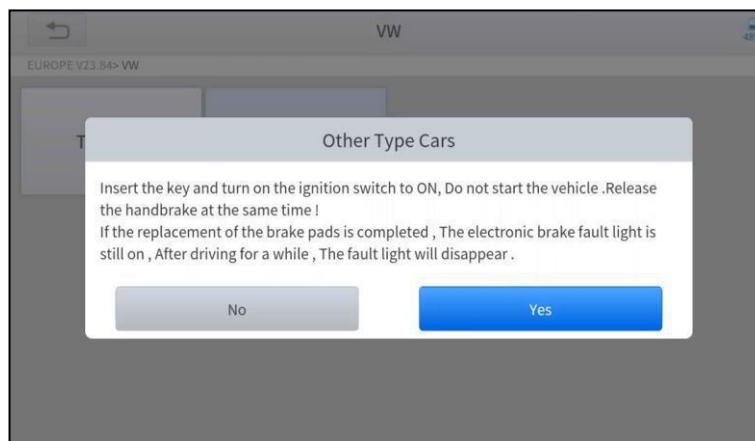 VW
EUROPE V23.84> VW
T
Other Type Cars
Insert the key and turn on the ignition switch to ON, Do not start the vehicle .Release
the handbrake at the same time !
If the replacement of the brake pads is completed , The electronic brake fault light is
still on , After driving for a while , The fault light will disappear .
No
Yes